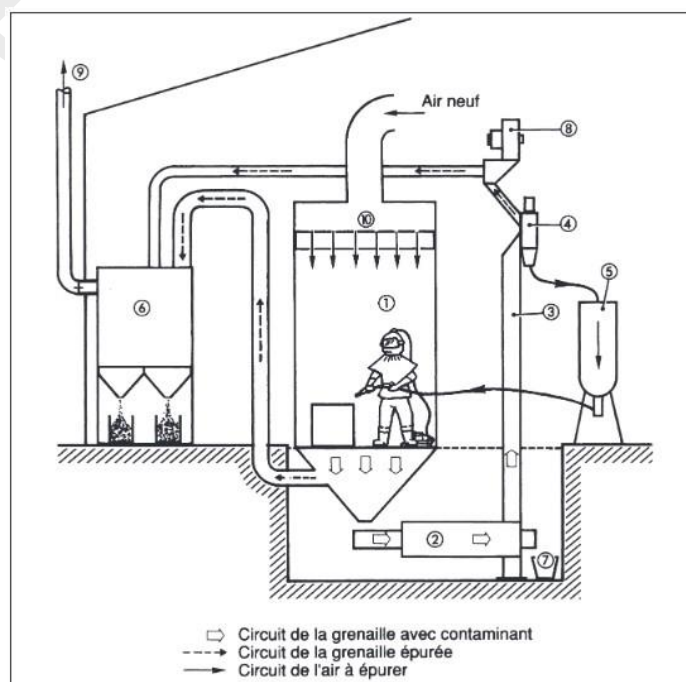 ⑨
Air neuf
⑧
⑩
④
⑤
①
③
⑥
②
⑦
Circuit de la grenaille avec contaminant
Circuit de la grenaille épurée
Circuit de l'air à épurer